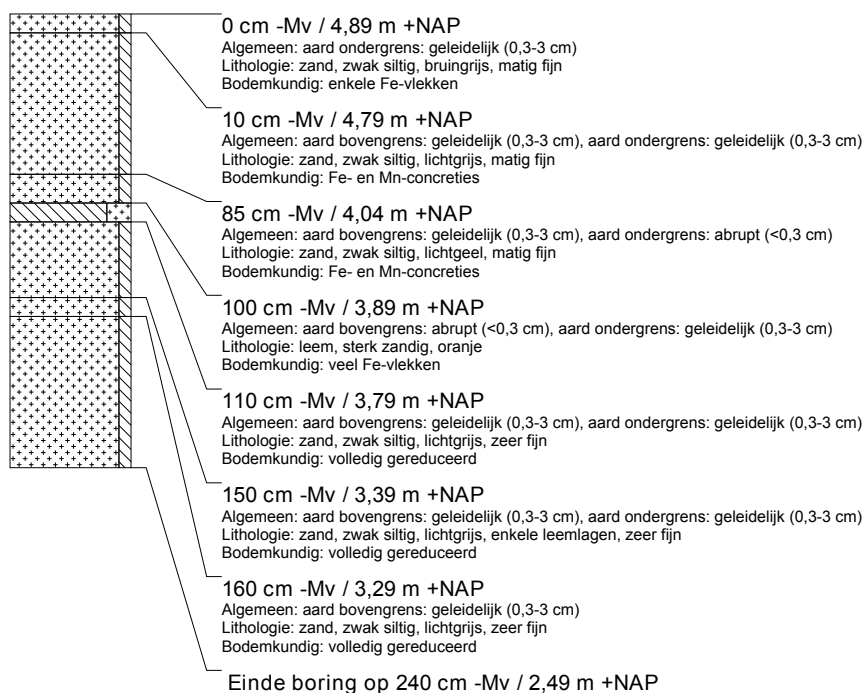 0 cm -Mv / 4,89 m +NAP
Algemeen: aard ondergrens: geleidelijk (0,3-3 cm)
Lithologie: zand, zwak siltig, bruingrijs, matig fijn
Bodemkundig: enkele Fe-vlekken
10 cm -Mv / 4,79 m +NAP
Algemeen: aard bovengrens: geleidelijk (0,3-3 cm), aard ondergrens: geleidelijk (0,3-3 cm)
Lithologie: zand, zwak siltig, lichtgrijs, matig fijn
Bodemkundig: Fe- en Mn-concreties
85 cm -Mv / 4,04 m +NAP
Algemeen: aard bovengrens: geleidelijk (0,3-3 cm), aard ondergrens: abrupt (<0,3 cm)
Lithologie: zand, zwak siltig, lichtgeel, matig fijn
Bodemkundig: Fe- en Mn-concreties
100 cm -Mv / 3,89 m +NAP
Algemeen: aard bovengrens: abrupt (<0,3 cm), aard ondergrens: geleidelijk (0,3-3 cm)
Lithologie: leem, sterk zandig, oranje
Bodemkundig: veel Fe-vlekken
110 cm -Mv / 3,79 m +NAP
Algemeen: aard bovengrens: geleidelijk (0,3-3 cm), aard ondergrens: geleidelijk (0,3-3 cm)
Lithologie: zand, zwak siltig, lichtgrijs, zeer fijn
Bodemkundig: volledig gereduceerd
150 cm -Mv / 3,39 m +NAP
Algemeen: aard bovengrens: geleidelijk (0,3-3 cm), aard ondergrens: geleidelijk (0,3-3 cm)
Lithologie: zand, zwak siltig, lichtgrijs, enkele leemlagen, zeer fijn
Bodemkundig: volledig gereduceerd
160 cm -Mv / 3,29 m +NAP
Algemeen: aard bovengrens: geleidelijk (0,3-3 cm)
Lithologie: zand, zwak siltig, lichtgrijs, zeer fijn
Bodemkundig: volledig gereduceerd
Einde boring op 240 cm -Mv / 2,49 m +NAP